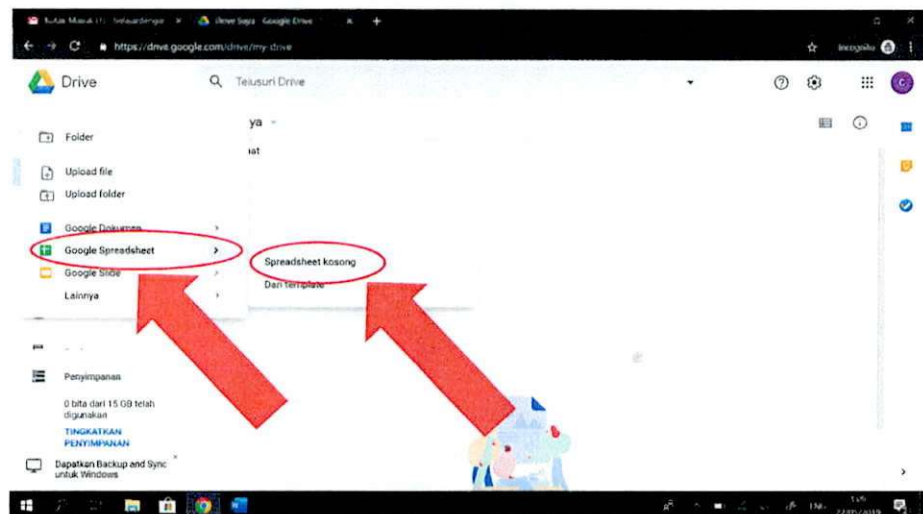 https://drive.google.com/drive/my-drive
Incognito
Drive
Telusuri Drive
ya
Folder
Upload file
Upload folder
Google Dokumen
Google Spreadsheet
Google Slide
Lainnya
Spreadsheet kosong
Dari template
Penyimpanan
0 bita dari 15 GB telah
digunakan
TINGKATKAN
PENYIMPANAN
Dapatkan Backup and Sync
untuk Windows